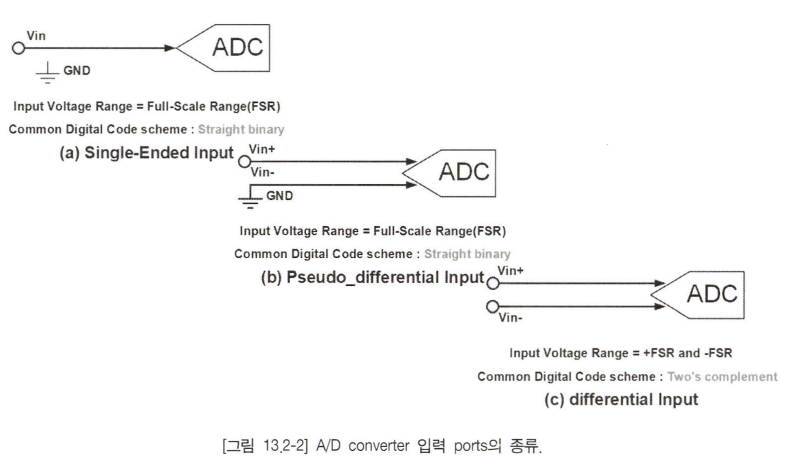 Vin
ADC
GND
Input Voltage Range = Full-Scale Range(FSR)
Common Digital Code scheme : Straight binary
(a) Single-Ended Input
Vin+
Vin-
ADC
GND
Input Voltage Range = Full-Scale Range(FSR)
Common Digital Code scheme : Straight binary
(b) Pseudo_differential Input
Vin+
ADC
Vin-
Input Voltage Range = +FSR and -FSR
Common Digital Code scheme : Two's complement
(c) differential Input
[그림 13.2-2] A/D converter 입력 ports의 종류.